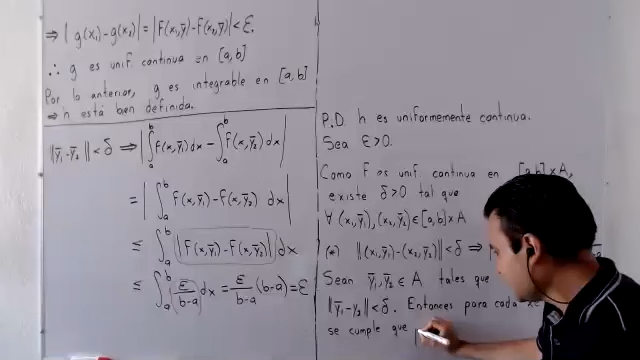 ⇒ | g(x₁) - g(x₂)| = |F(x₁,ȳ) - F(x₂,ȳ)| < ε.
∴ g es unif. continua en [a,b]
Por lo anterior, g es integrable en [a,b]
⇒ h está bien definida.
‖ȳ₁-ȳ₂‖ < δ ⇒ |∫ₐᵇ F(x,ȳ₁) dx - ∫ₐᵇ F(x,ȳ₂) dx|
= |∫ₐᵇ F(x,ȳ₁) - F(x,ȳ₂) dx|
≤ ∫ₐᵇ |F(x,ȳ₁) - F(x,ȳ₂)| dx
≤ ∫ₐᵇ (ε/(b-a)) dx = ε/(b-a) (b-a) = ε
P.D. h es uniformemente continua.
Sea ε>0.
Como F es unif. continua en [a,b]×A,
existe δ>0 tal que
∀ (x₁,ȳ₁),(x₂,ȳ₂) ∈ [a,b]×A
(*) ‖(x₁,ȳ₁)-(x₂,ȳ₂)‖ < δ ⇒
Sean ȳ₁,ȳ₂ ∈ A tales que
‖ȳ₁-ȳ₂‖ < δ. Entonces para cada
se cumple que